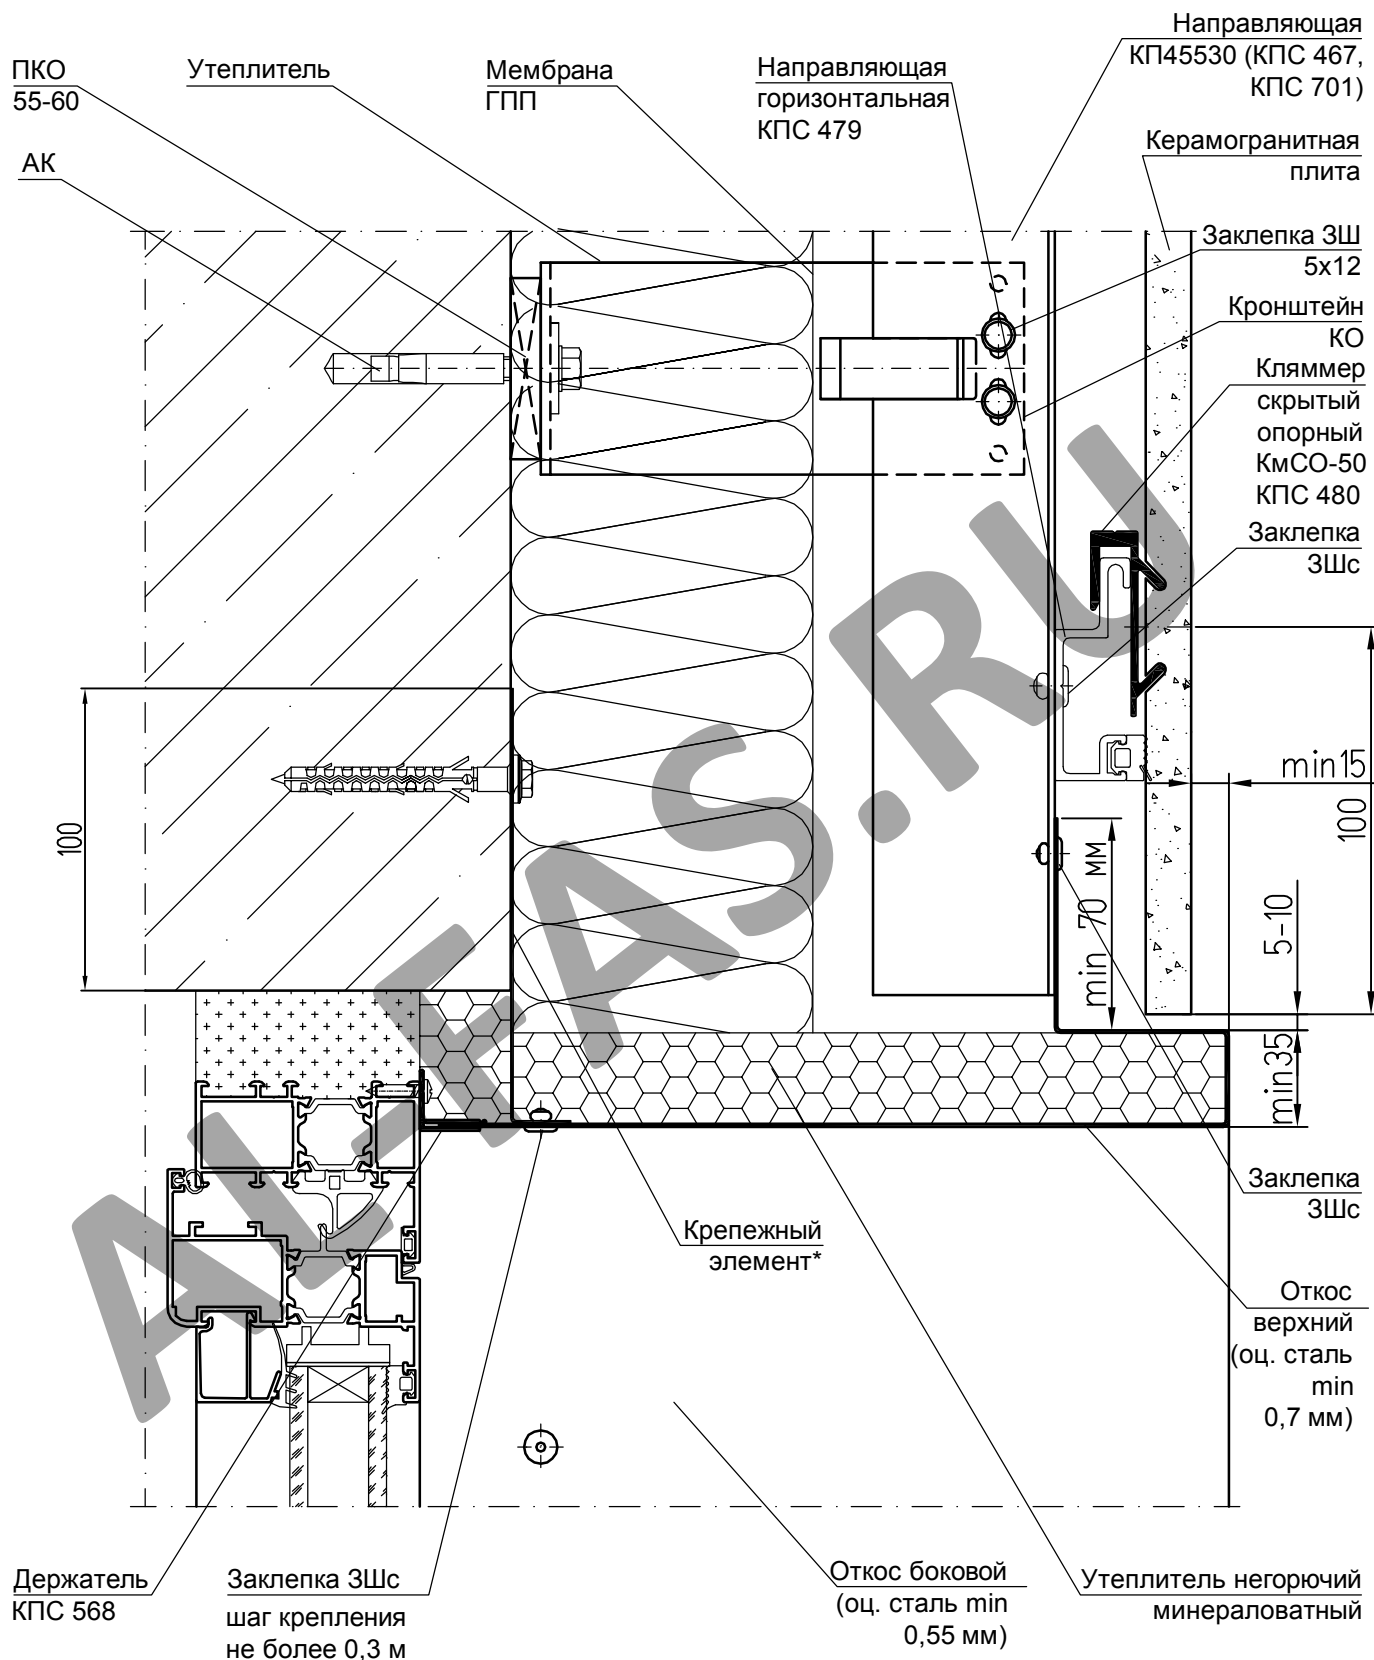 Направляющая
КП45530 (КПС 467,
КПС 701)
ПКО
55-60
Утеплитель
Мембрана
ГПП
Направляющая
горизонтальная
КПС 479
АК
Керамогранитная
плита
Заклепка ЗШ
5х12
Кронштейн
КО
Кляммер
скрытый
опорный
КмСО-50
КПС 480
Заклепка
ЗШс
min15
100
100
min 70 мм
5-10
min35
AL-FAS.RU
Заклепка
ЗШс
Крепежный
элемент*
Откос
верхний
(оц. сталь
min
0,7 мм)
Держатель
КПС 568
Заклепка ЗШс
шаг крепления
не более 0,3 м
Откос боковой
(оц. сталь min
0,55 мм)
Утеплитель негорючий
минераловатный